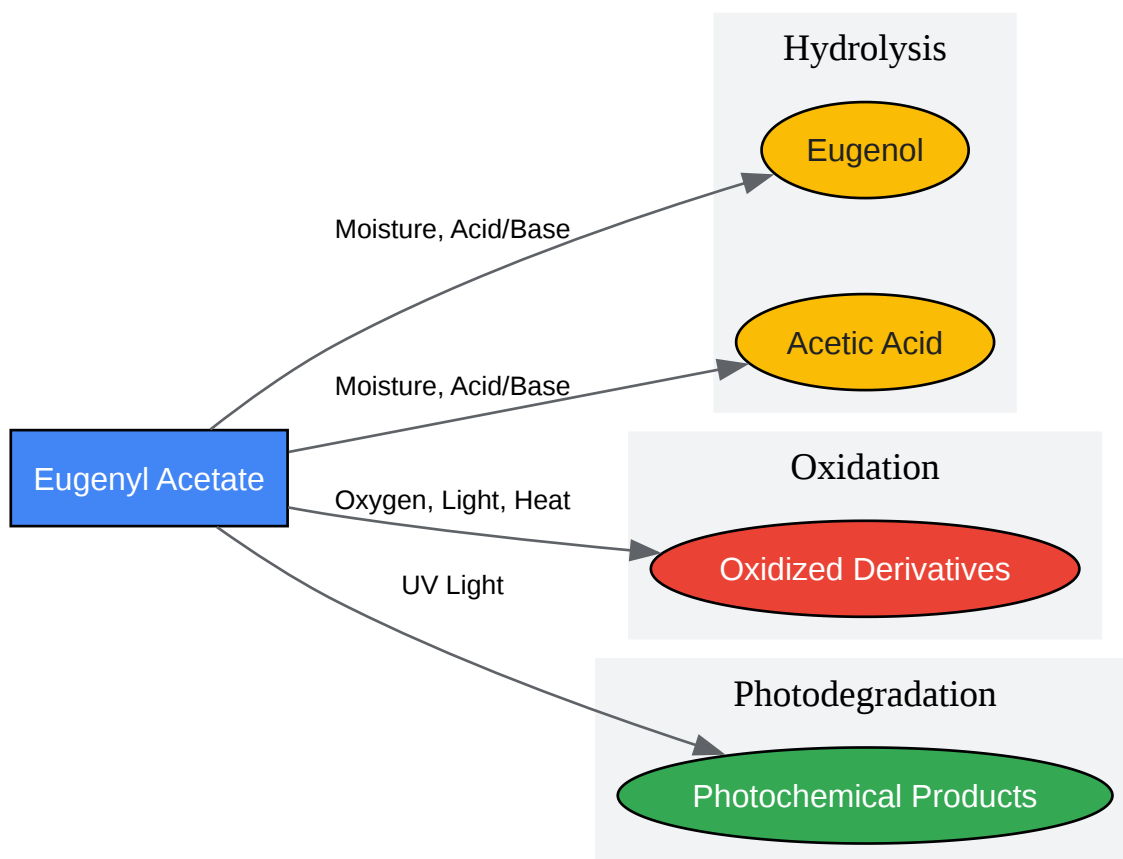 Hydrolysis
Eugenol
Moisture, Acid/Base
Acetic Acid
Moisture, Acid/Base
Eugenyl Acetate
Oxidation
Oxygen, Light, Heat
Oxidized Derivatives
UV Light
Photodegradation
Photochemical Products